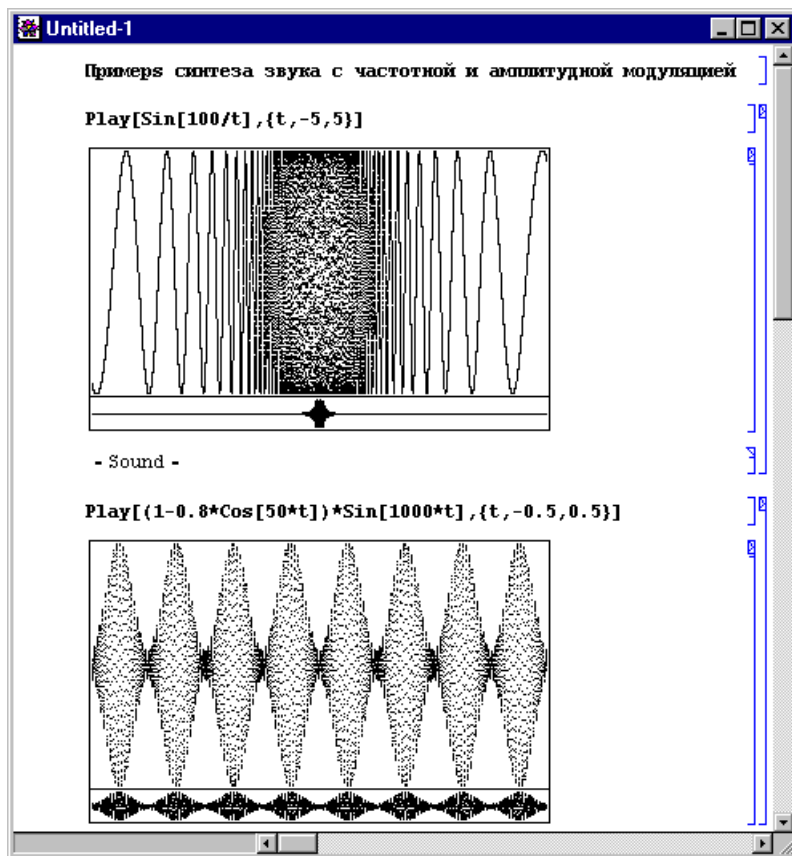 Untitled-1
Примерs синтеза звука с частотной и амплитудной модуляцией
Play[Sin[100/t],{t,-5,5}]
- Sound -
Play[(1-0.8*Cos[50*t])*Sin[1000*t],{t,-0.5,0.5}]